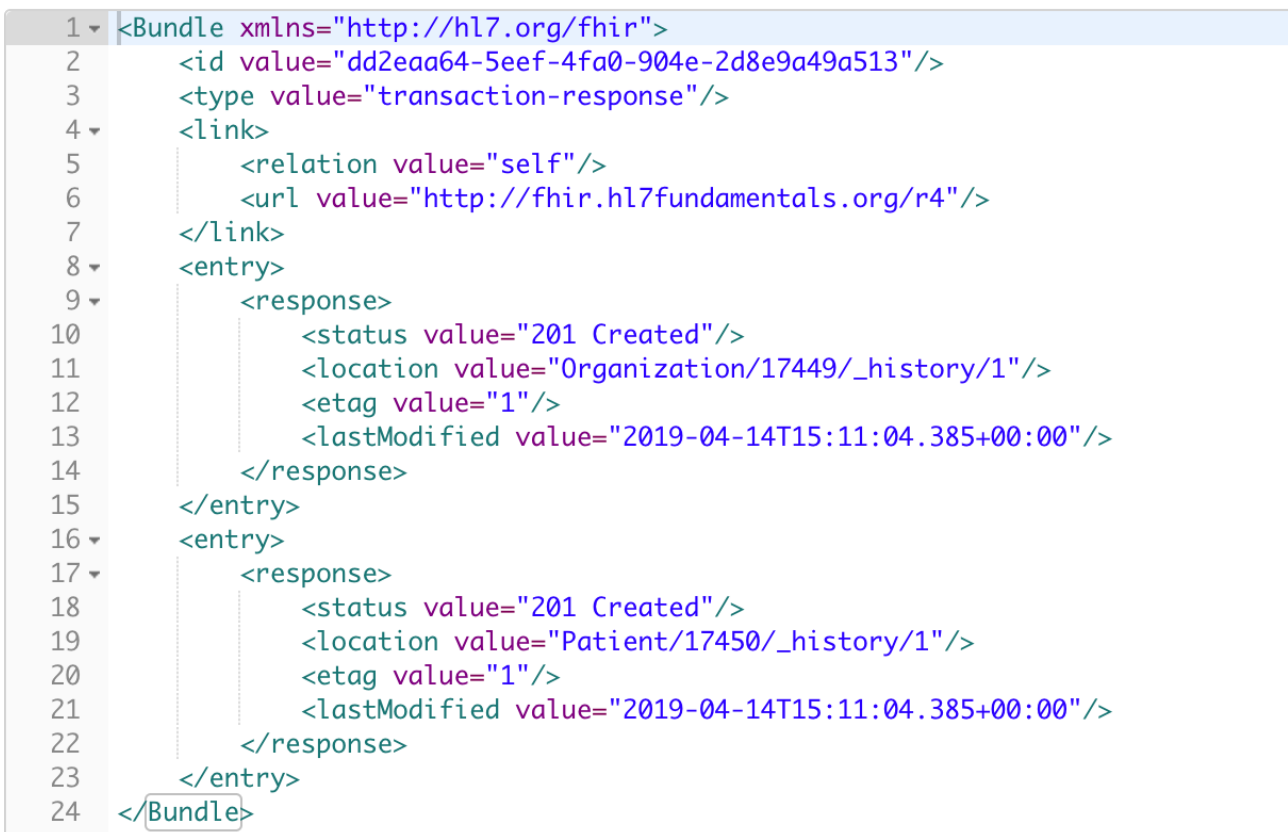 1 <Bundle xmlns="http://hl7.org/fhir">
2     <id value="dd2eaa64-5eef-4fa0-904e-2d8e9a49a513"/>
3     <type value="transaction-response"/>
4     <link>
5         <relation value="self"/>
6         <url value="http://fhir.hl7fundamentals.org/r4"/>
7     </link>
8     <entry>
9         <response>
10             <status value="201 Created"/>
11             <location value="Organization/17449/_history/1"/>
12             <etag value="1"/>
13             <lastModified value="2019-04-14T15:11:04.385+00:00"/>
14         </response>
15     </entry>
16     <entry>
17         <response>
18             <status value="201 Created"/>
19             <location value="Patient/17450/_history/1"/>
20             <etag value="1"/>
21             <lastModified value="2019-04-14T15:11:04.385+00:00"/>
22         </response>
23     </entry>
24 </Bundle>